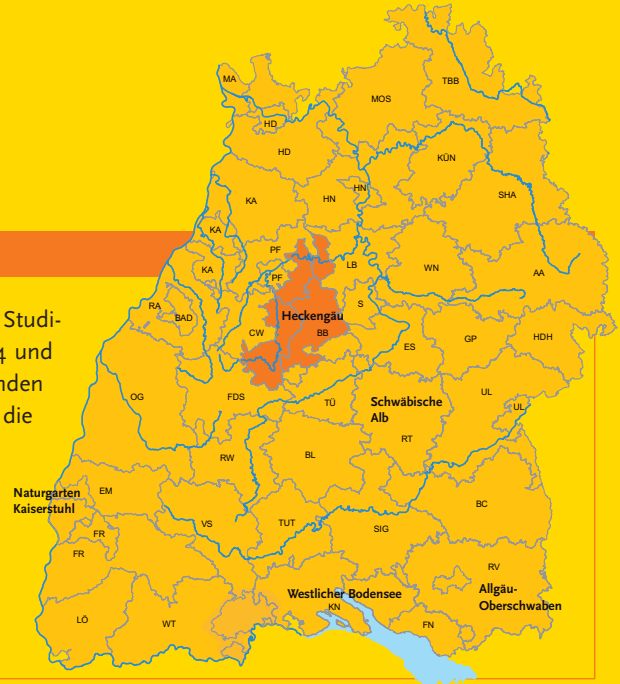 MA
TBB
MOS
HD
HD
KÜN
HN
HN
SHA
KA
KA
PF
LB
WN
KA
AA
PF
RA
BAD
S
Heckengäu
BB
CW
ES
GP
HDH
Studi-
4 und
nden
die
OG
FDS
TÜ
Schwäbische
Alb
UL
UL
RT
RW
BL
Naturgarten
Kaiserstuhl
EM
BC
FR
VS
TUT
SIG
FR
RV
Westlicher Bodensee
KN
Allgäu-
Oberschwaben
LÖ
WT
FN